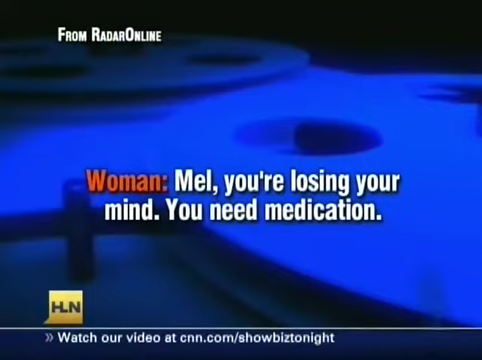 FROM RADARONLINE
Woman: Mel, you're losing your
mind. You need medication.
HLN
» Watch our video at cnn.com/showbiztonight